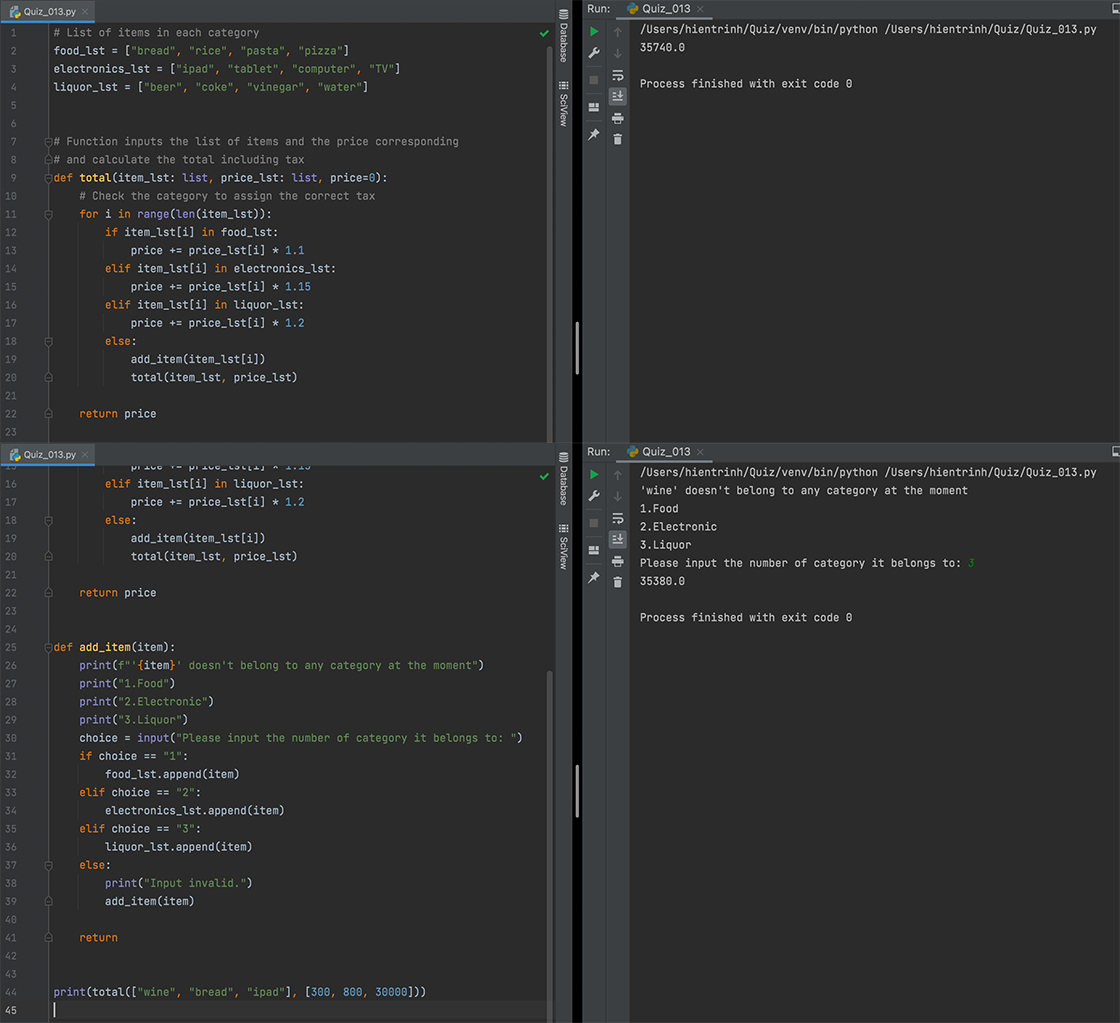 Quiz_013.py
1 # List of items in each category
2 food_lst = ["bread", "rice", "pasta", "pizza"]
3 electronics_lst = ["ipad", "tablet", "computer", "TV"]
4 liquor_lst = ["beer", "coke", "vinegar", "water"]
5
6
7 # Function inputs the list of items and the price corresponding
8 # and calculate the total including tax
9 def total(item_lst: list, price_lst: list, price=0):
10 # Check the category to assign the correct tax
11 for i in range(len(item_lst)):
12 if item_lst[i] in food_lst:
13 price += price_lst[i] * 1.1
14 elif item_lst[i] in electronics_lst:
15 price += price_lst[i] * 1.15
16 elif item_lst[i] in liquor_lst:
17 price += price_lst[i] * 1.2
18 else:
19 add_item(item_lst[i])
20 total(item_lst, price_lst)
21
22 return price
23
Database
SciView
Run: Quiz_013
/Users/hientrinh/Quiz/venv/bin/python /Users/hientrinh/Quiz/Quiz_013.py
35740.0
Process finished with exit code 0
Quiz_013.py
15 price += price_lst[i] * 1.15
16 elif item_lst[i] in liquor_lst:
17 price += price_lst[i] * 1.2
18 else:
19 add_item(item_lst[i])
20 total(item_lst, price_lst)
21
22 return price
23
24
25 def add_item(item):
26 print(f"'{item}' doesn't belong to any category at the moment")
27 print("1.Food")
28 print("2.Electronic")
29 print("3.Liquor")
30 choice = input("Please input the number of category it belongs to: ")
31 if choice == "1":
32 food_lst.append(item)
33 elif choice == "2":
34 electronics_lst.append(item)
35 elif choice == "3":
36 liquor_lst.append(item)
37 else:
38 print("Input invalid.")
39 add_item(item)
40
41 return
42
43
44 print(total(["wine", "bread", "ipad"], [300, 800, 30000]))
45
Database
SciView
Run: Quiz_013
/Users/hientrinh/Quiz/venv/bin/python /Users/hientrinh/Quiz/Quiz_013.py
'wine' doesn't belong to any category at the moment
1.Food
2.Electronic
3.Liquor
Please input the number of category it belongs to: 3
35380.0
Process finished with exit code 0